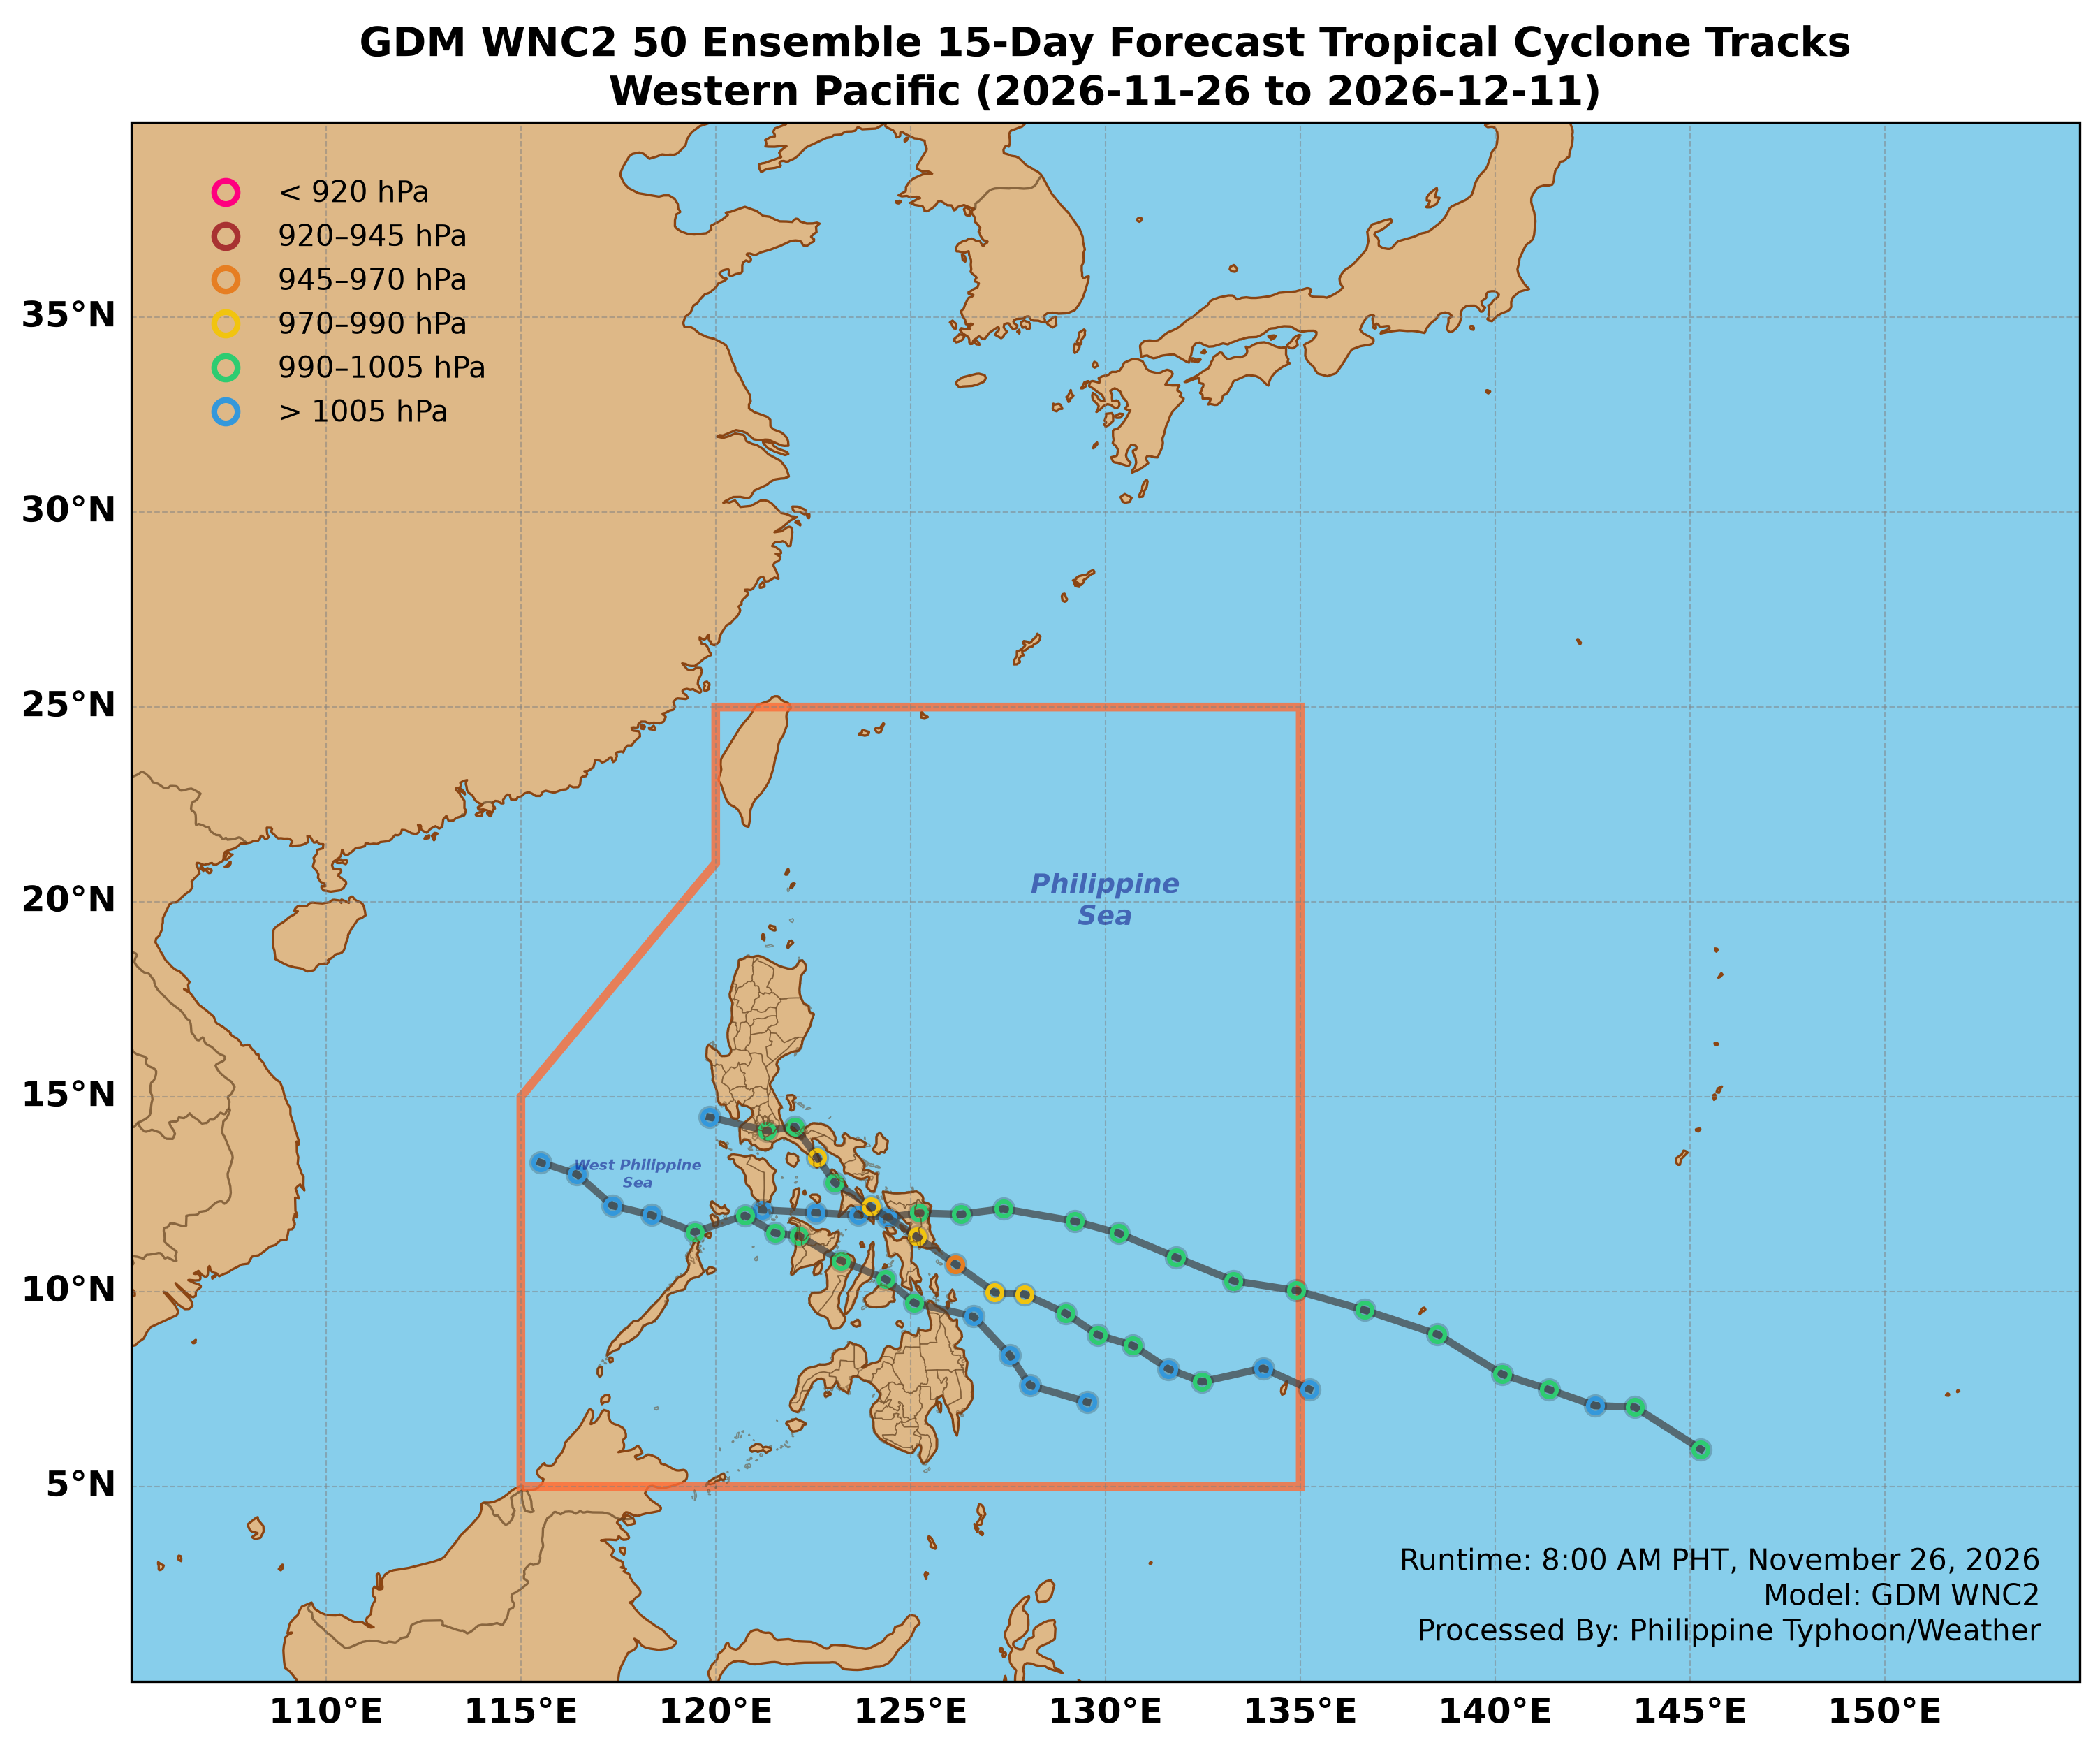 GDM WNC2 50 Ensemble 15-Day Forecast Tropical Cyclone Tracks
Western Pacific (2026-11-26 to 2026-12-11)
< 920 hPa
920–945 hPa
945–970 hPa
970–990 hPa
990–1005 hPa
> 1005 hPa
35°N
30°N
25°N
20°N
15°N
10°N
5°N
Philippine
Sea
West Philippine
Sea
Runtime: 8:00 AM PHT, November 26, 2026
Model: GDM WNC2
Processed By: Philippine Typhoon/Weather
110°E 115°E 120°E 125°E 130°E 135°E 140°E 145°E 150°E